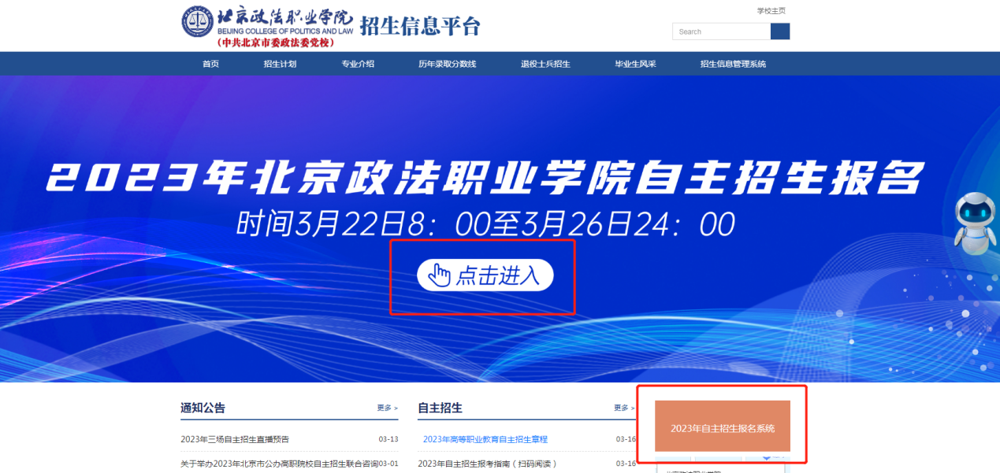 学校主页
北京政法职业学院
BEIJING COLLEGE OF POLITICS AND LAW
(中共北京市委政法委党校)
招生信息平台
Search
首页 招生计划 专业介绍 历年录取分数线 退役士兵招生 毕业生风采 招生信息管理系统
2023年北京政法职业学院自主招生报名
时间3月22日8：00至3月26日24：00
点击进入
通知公告 更多 >
2023年三场自主招生直播预告 03-13
关于举办2023年北京市公办高职院校自主招生联合咨询03-01
自主招生 更多 >
2023年高等职业教育自主招生章程 03-16
2023年自主招生报考指南（扫码阅读） 03-16
2023年自主招生报名系统